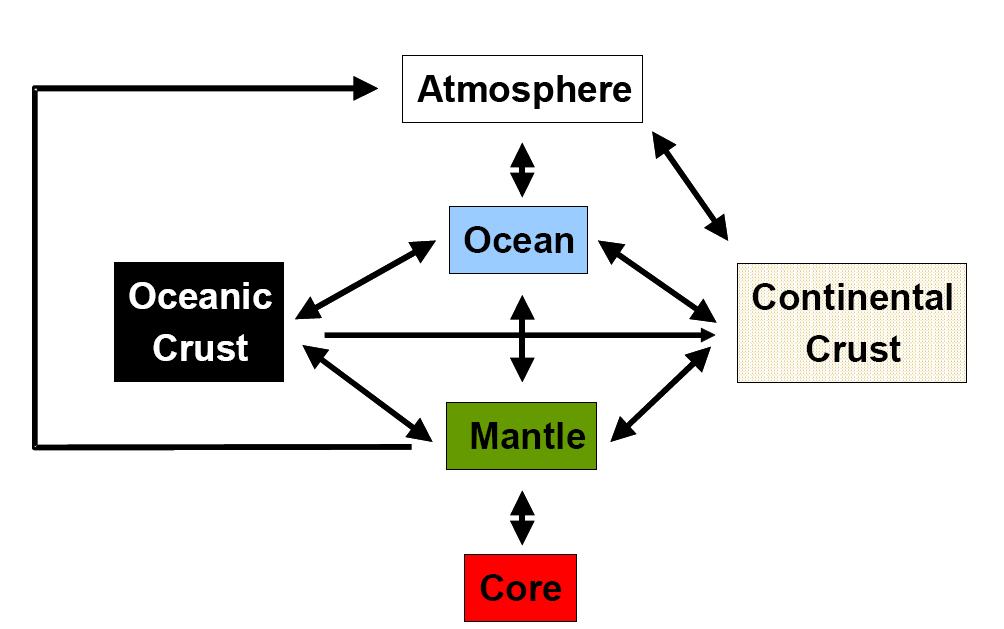 Atmosphere
Ocean
Oceanic
Crust
Continental
Crust
Mantle
Core